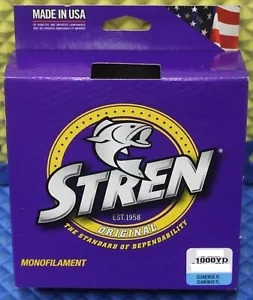 MADE IN USA
STREN
EST.1958
ORIGINAL
THE STANDARD OF DEPENDABILITY
MONOFILAMENT
1000YD